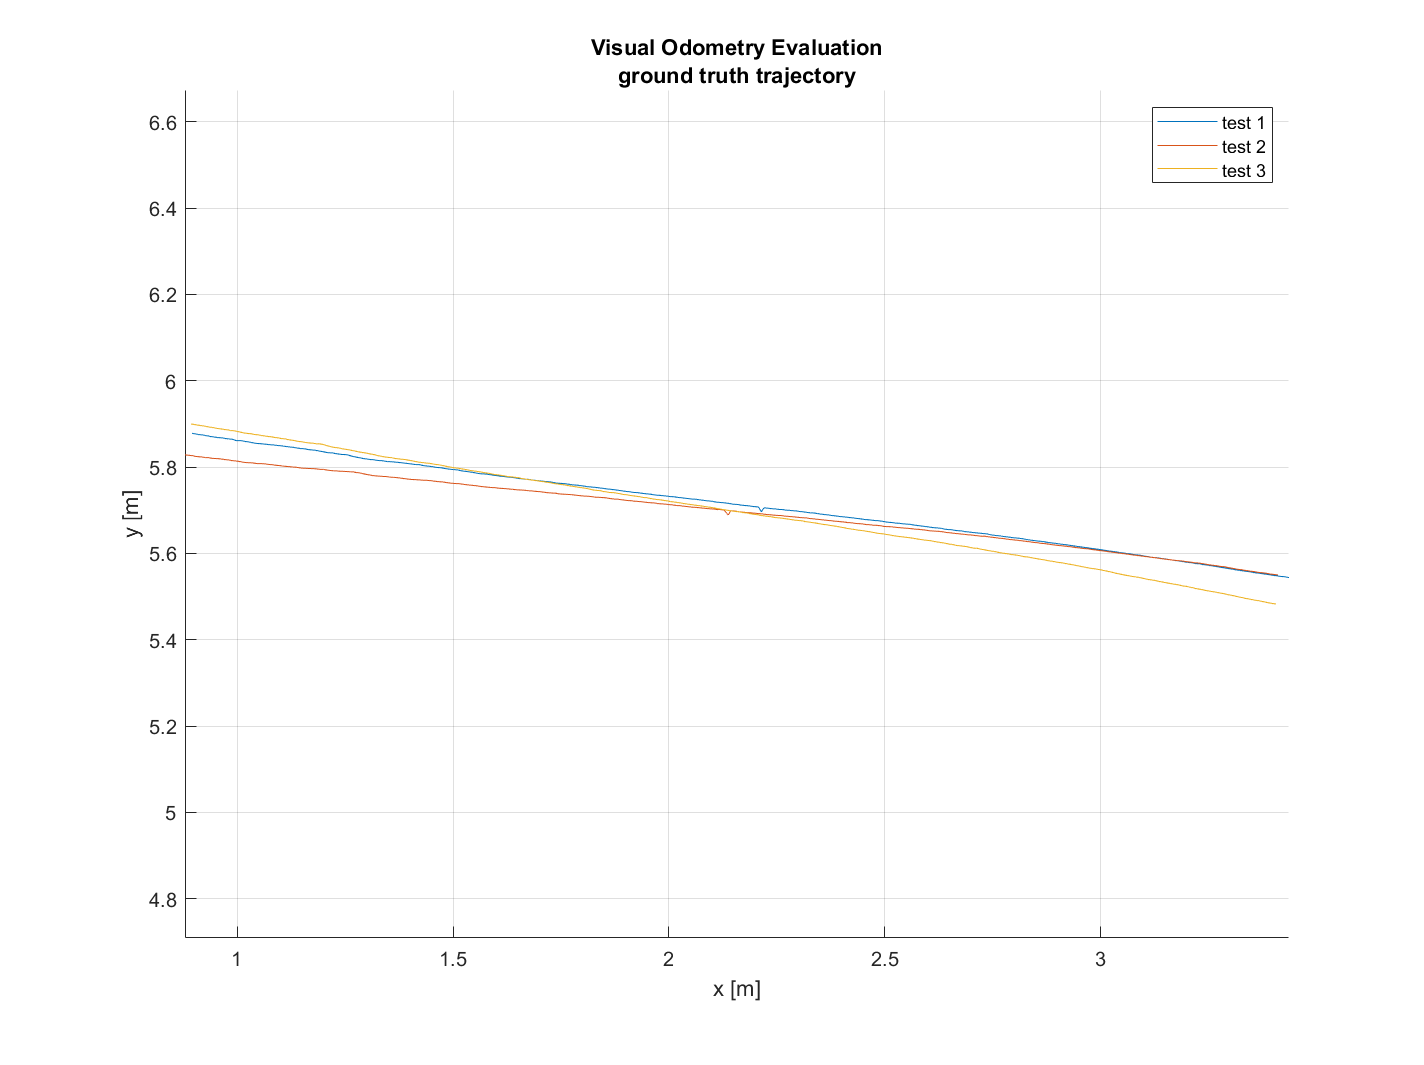 Visual Odometry Evaluation
ground truth trajectory
test 1
test 2
test 3
6.6
6.4
6.2
6
5.8
5.6
5.4
5.2
5
4.8
y [m]
1
1.5
2
2.5
3
x [m]